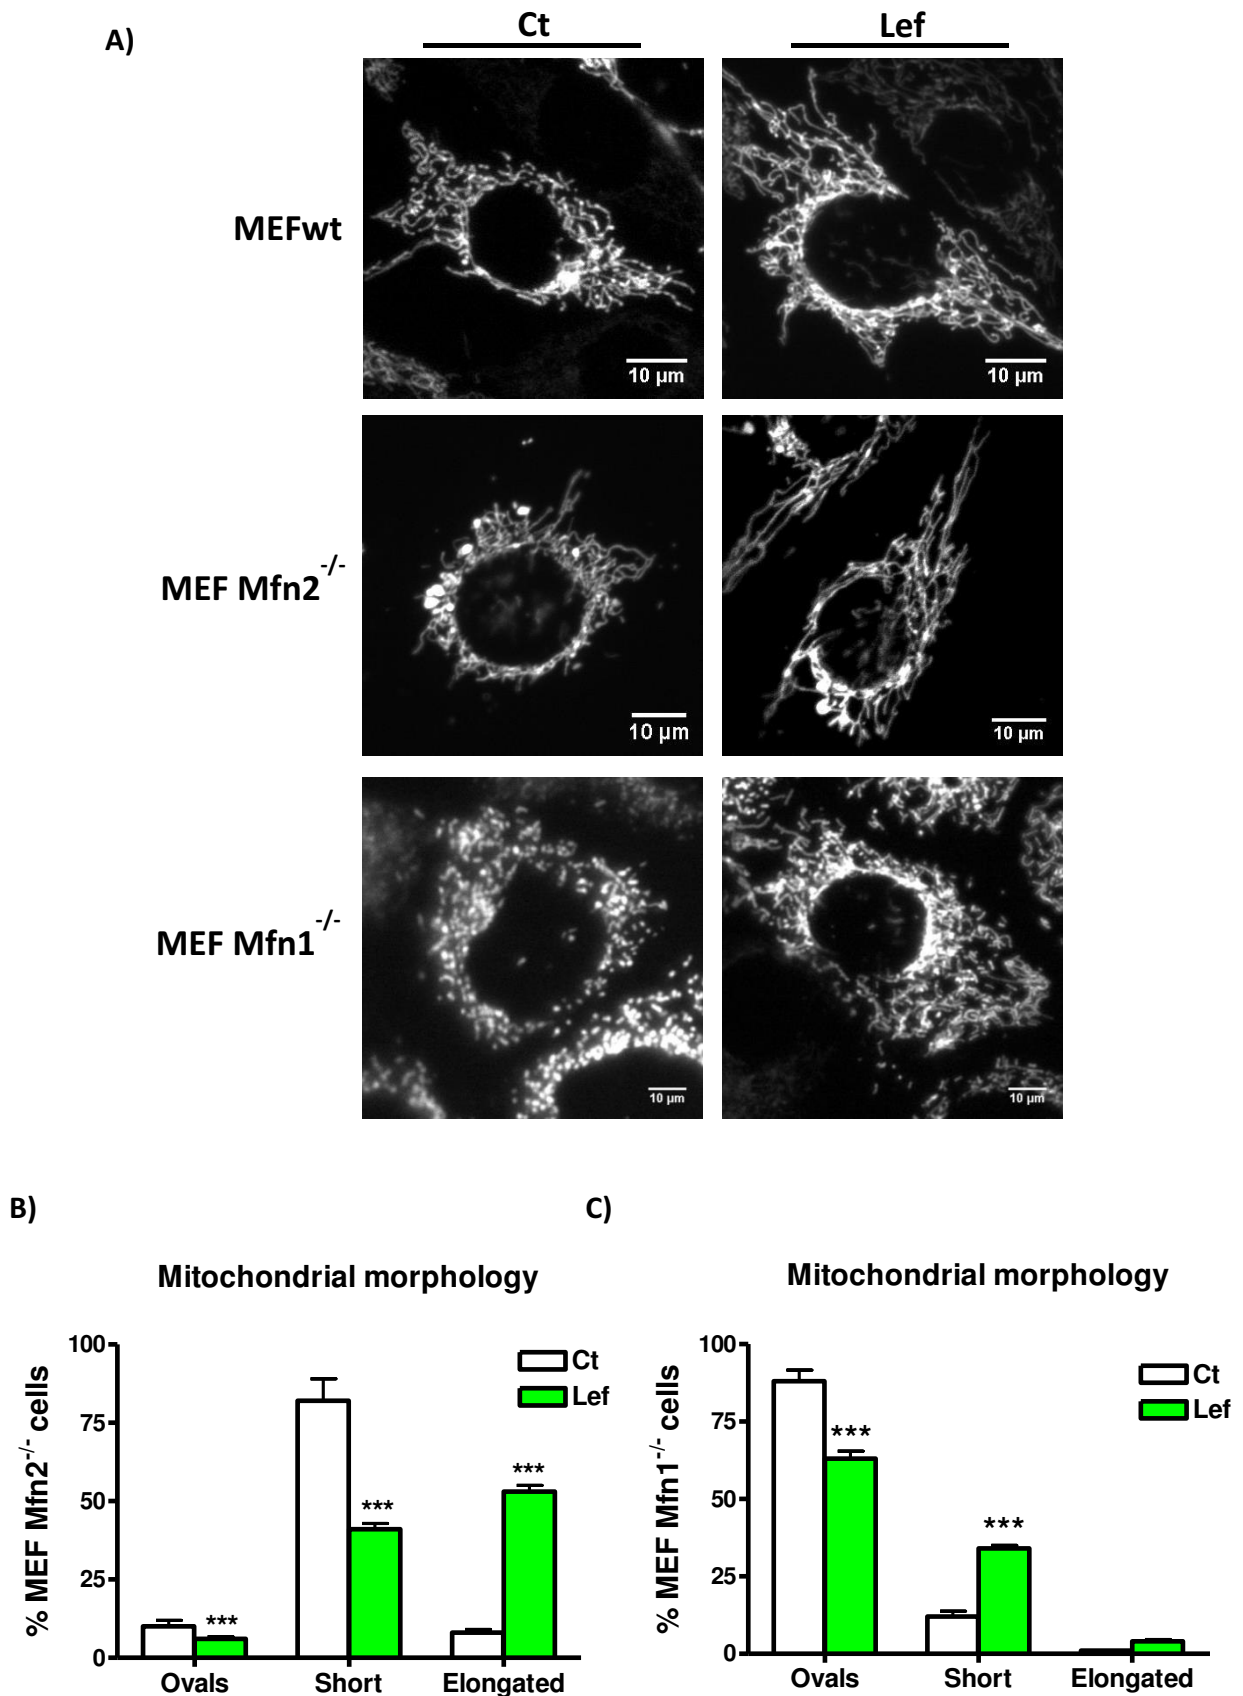 A)
Ct
Lef
MEFwt
10 µm
10 µm
MEF Mfn2-/-
10 µm
10 µm
MEF Mfn1-/-
10 µm
10 µm
B)
C)
Mitochondrial morphology
% MEF Mfn2-/- cells
100
75
50
25
0
Ct
Lef
***
***
***
Ovals
Short
Elongated
Mitochondrial morphology
% MEF Mfn1-/- cells
100
75
50
25
0
Ct
Lef
***
***
Ovals
Short
Elongated